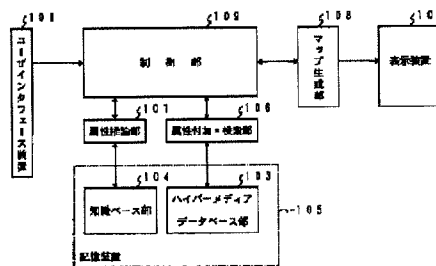 101
ユーザインタフェース装置
109
制御部
108
マップ生成部
10
表示装置
107
属性推論部
106
属性付加・検索部
104
知識ベース部
103
ハイパーメディア
データベース部
105
記憶装置